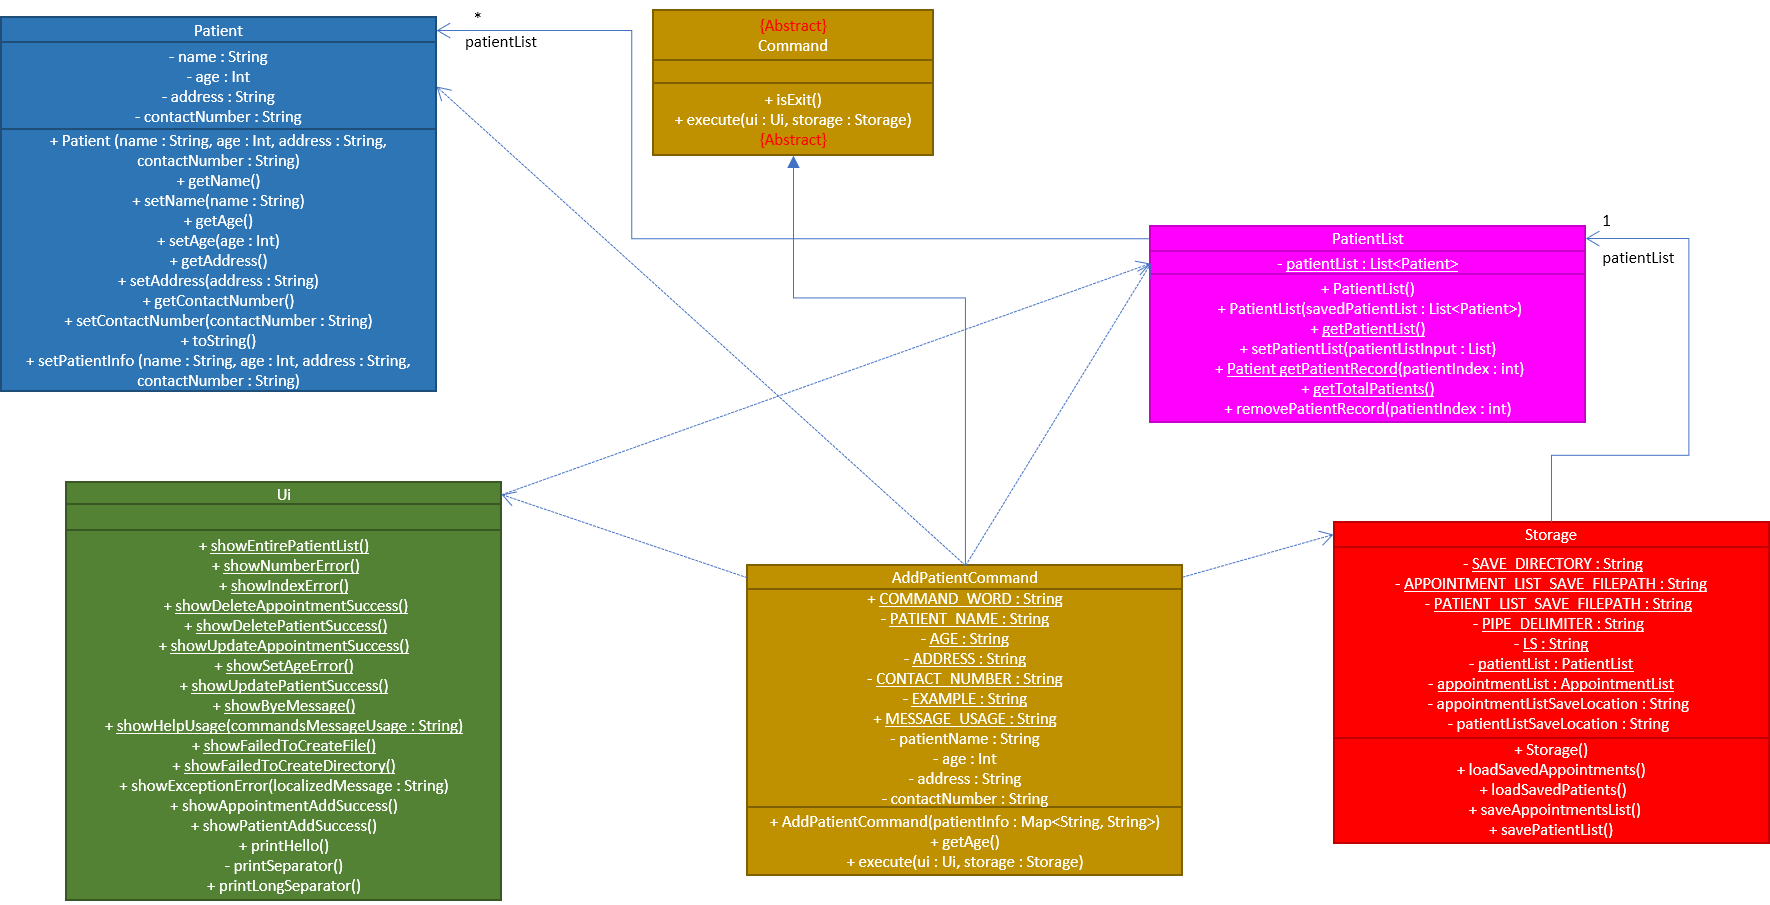 Patient
- name : String
- age : Int
- address : String
- contactNumber : String
+ Patient (name : String, age : Int, address : String,
contactNumber : String)
+ getName()
+ setName(name : String)
+ getAge()
+ setAge(age : Int)
+ getAddress()
+ setAddress(address : String)
+ getContactNumber()
+ setContactNumber(contactNumber : String)
+ toString()
+ setPatientInfo (name : String, age : Int, address : String,
contactNumber : String)
*
patientList
{Abstract}
Command
+ isExit()
+ execute(ui : Ui, storage : Storage)
{Abstract}
PatientList
- patientList : List<Patient>
+ PatientList()
+ PatientList(savedPatientList : List<Patient>)
+ getPatientList()
+ setPatientList(patientListInput : List)
+ Patient getPatientRecord(patientIndex : int)
+ getTotalPatients()
+ removePatientRecord(patientIndex : int)
1
patientList
Ui
+ showEntirePatientList()
+ showNumberError()
+ showIndexError()
+ showDeleteAppointmentSuccess()
+ showDeletePatientSuccess()
+ showUpdateAppointmentSuccess()
+ showSetAgeError()
+ showUpdatePatientSuccess()
+ showByeMessage()
+ showHelpUsage(commandsMessageUsage : String)
+ showFailedToCreateFile()
+ showFailedToCreateDirectory()
+ showExceptionError(localizedMessage : String)
+ showAppointmentAddSuccess()
+ showPatientAddSuccess()
+ printHello()
- printSeparator()
+ printLongSeparator()
AddPatientCommand
+ COMMAND_WORD : String
- PATIENT_NAME : String
- AGE : String
- ADDRESS : String
- CONTACT_NUMBER : String
- EXAMPLE : String
+ MESSAGE_USAGE : String
- patientName : String
- age : Int
- address : String
- contactNumber : String
+ AddPatientCommand(patientInfo : Map<String, String>)
+ getAge()
+ execute(ui : Ui, storage : Storage)
Storage
- SAVE_DIRECTORY : String
- APPOINTMENT_LIST_SAVE_FILEPATH : String
- PATIENT_LIST_SAVE_FILEPATH : String
- PIPE_DELIMITER : String
- LS : String
- patientList : PatientList
- appointmentList : AppointmentList
- appointmentListSaveLocation : String
- patientListSaveLocation : String
+ Storage()
+ loadSavedAppointments()
+ loadSavedPatients()
+ saveAppointmentsList()
+ savePatientList()